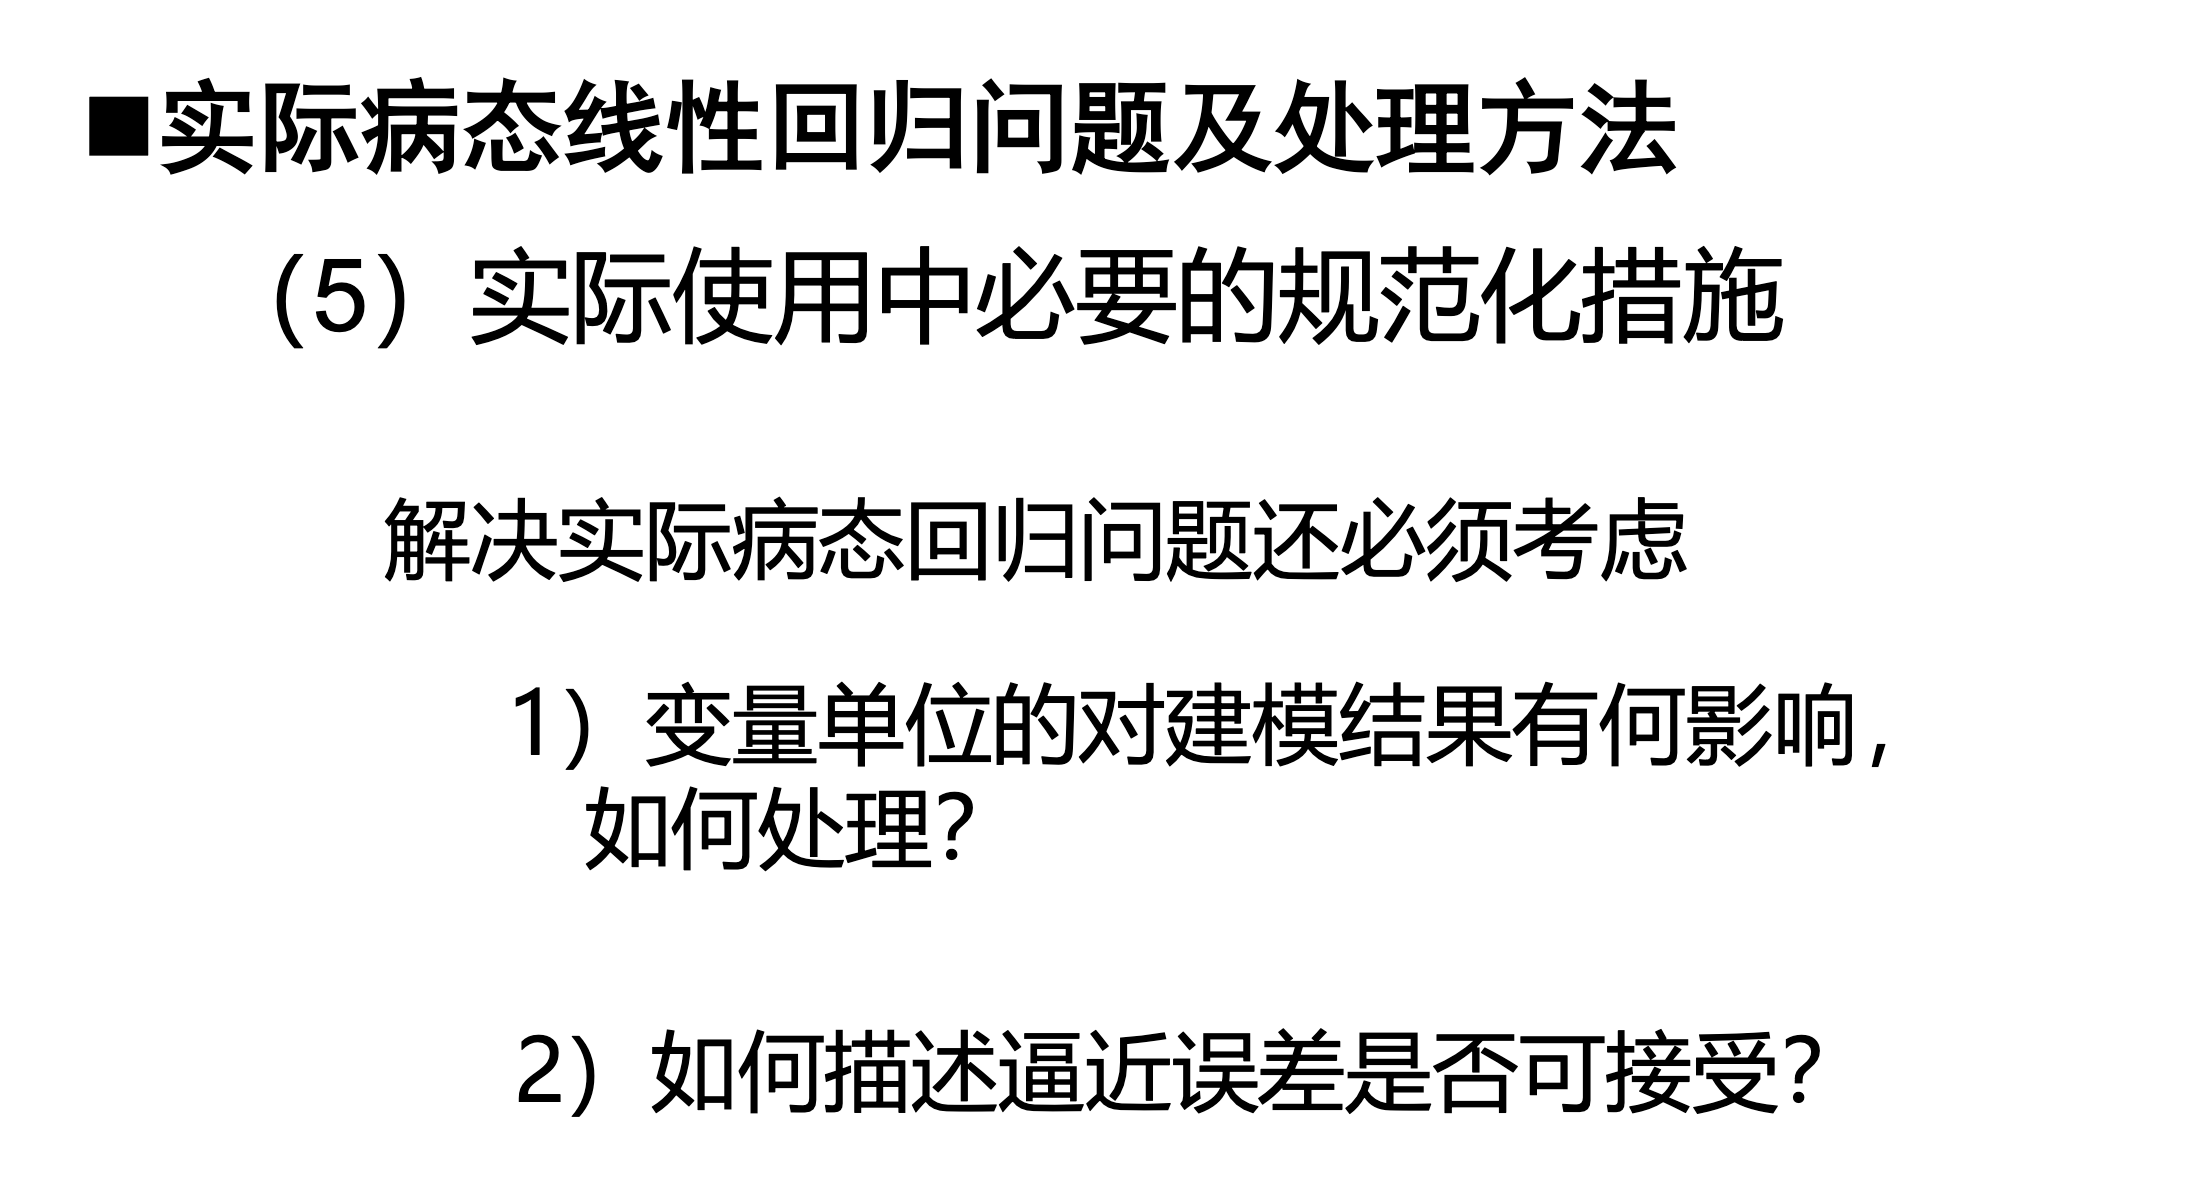 ■实际病态线性回归问题及处理方法
（5）实际使用中必要的规范化措施
解决实际病态回归问题还必须考虑
1）变量单位的对建模结果有何影响，
如何处理？
2）如何描述逼近误差是否可接受？